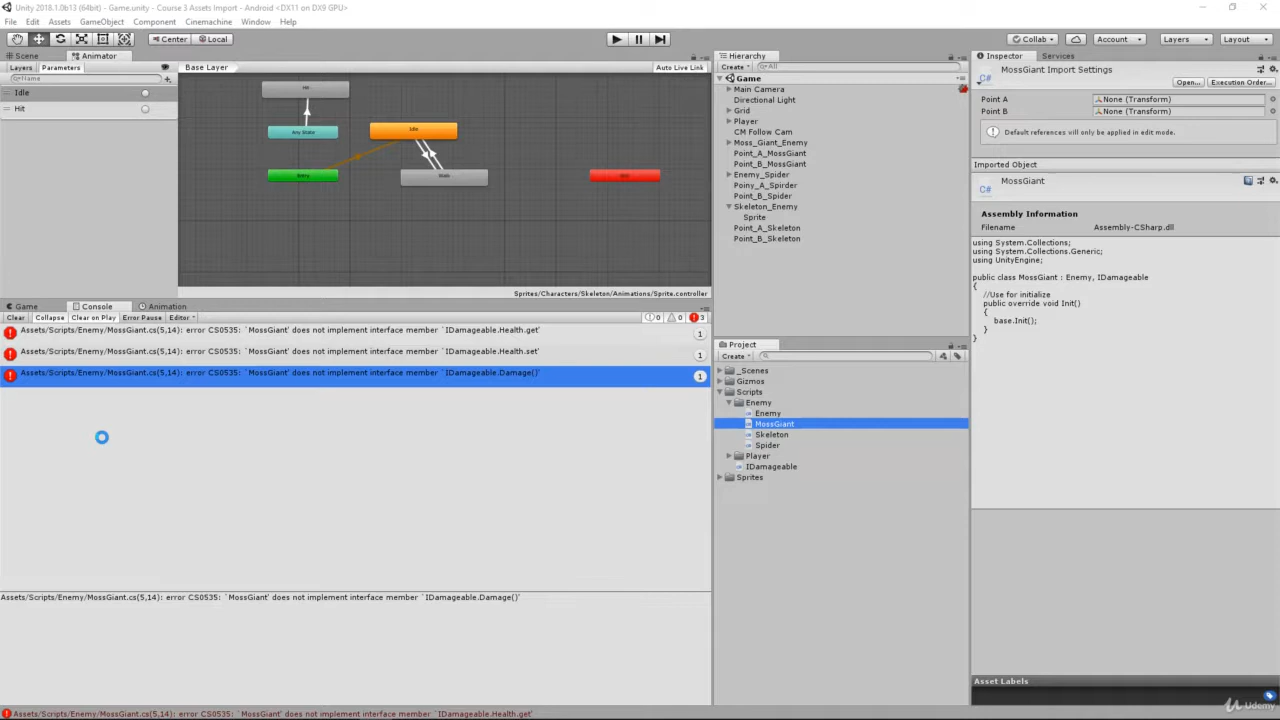 Unity 2018.1.0b13 (64bit) - Game.unity - Course 3 Assets Import - Android <DX11 on DX9 GPU>
File Edit Assets GameObject Component Cinemachine Window Help
Center Local Collab Account Layers Layout
Scene Animator
Layers Parameters Base Layer Auto Live Link
Name
Idle
Hit
Hit
Any State
Idle
Entry
Walk
Exit
Sprites/Characters/Skeleton/Animations/Sprite.controller
Game Console Animation
Clear Collapse Clear on Play Error Pause Editor 0 0 3
Assets/Scripts/Enemy/MossGiant.cs(5,14): error CS0535: `MossGiant' does not implement interface member `IDamageable.Health.get' 1
Assets/Scripts/Enemy/MossGiant.cs(5,14): error CS0535: `MossGiant' does not implement interface member `IDamageable.Health.set' 1
Assets/Scripts/Enemy/MossGiant.cs(5,14): error CS0535: `MossGiant' does not implement interface member `IDamageable.Damage()' 1
Assets/Scripts/Enemy/MossGiant.cs(5,14): error CS0535: `MossGiant' does not implement interface member `IDamageable.Damage()'
Assets/Scripts/Enemy/MossGiant.cs(5,14): error CS0535: `MossGiant' does not implement interface member `IDamageable.Health.get'
Hierarchy
Create All
Game
Main Camera
Directional Light
Grid
Player
CM Follow Cam
Moss_Giant_Enemy
Point_A_MossGiant
Point_B_MossGiant
Enemy_Spider
Poiny_A_Spirder
Point_B_Spider
Skeleton_Enemy
Sprite
Point_A_Skeleton
Point_B_Skeleton
Project
Create
_Scenes
Gizmos
Scripts
Enemy
Enemy
MossGiant
Skeleton
Spider
Player
IDamageable
Sprites
Inspector Services
MossGiant Import Settings
Open... Execution Order...
Point A None (Transform)
Point B None (Transform)
Default references will only be applied in edit mode.
Imported Object
MossGiant
Assembly Information
Filename Assembly-CSharp.dll
using System.Collections;
using System.Collections.Generic;
using UnityEngine;
public class MossGiant : Enemy, IDamageable
{
//Use for initialize
public override void Init()
{
base.Init();
}
}
Asset Labels
Udemy